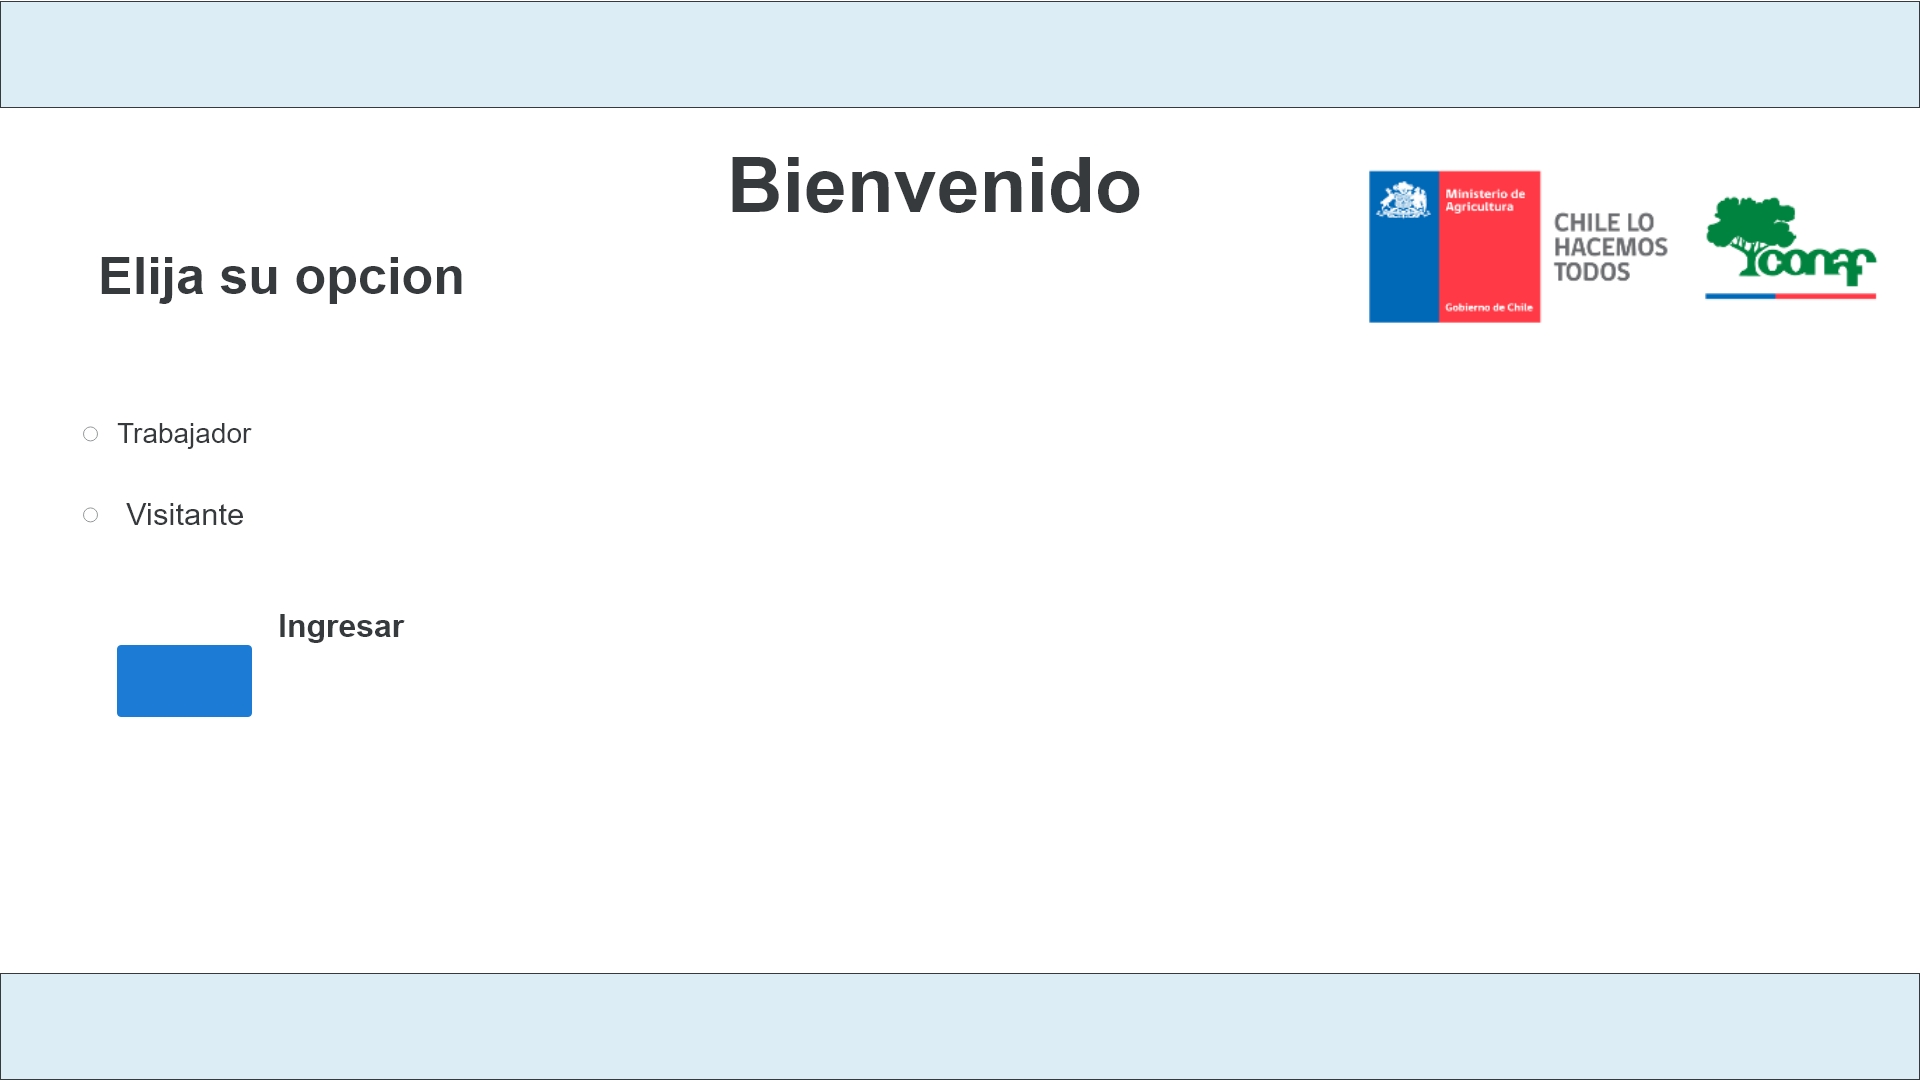 Bienvenido
Elija su opcion
Ministerio de
Agricultura
Gobierno de Chile
CHILE LO
HACEMOS
TODOS
conaf
Trabajador
Visitante
Ingresar